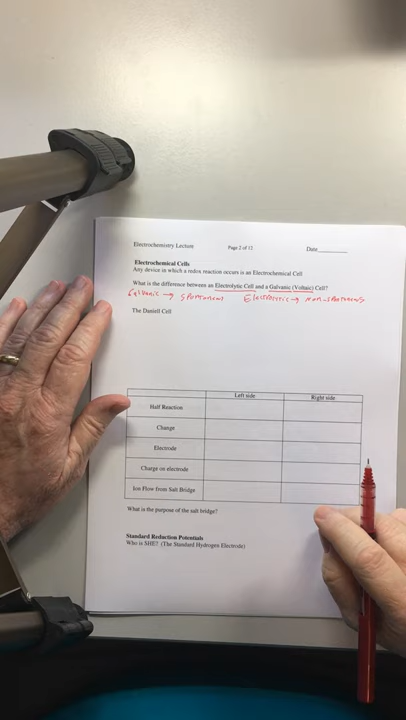 Electrochemistry Lecture Page 2 of 15 Date
Electrochemical Cells
Any device in which a redox reaction occurs is an Electrochemical Cell
What is the difference between an Electrolytic Cell and a Galvanic (Voltaic) Cell?
Galvanic → spontaneous Electrolytic → non-spontaneous
The Daniell Cell
Left side Right side
Half Reaction
Change
Electrode
Charge on electrode
Ion Flow from Salt Bridge
What is the purpose of the salt bridge?
Standard Reduction Potentials
Who is SHE? (The Standard Hydrogen Electrode)